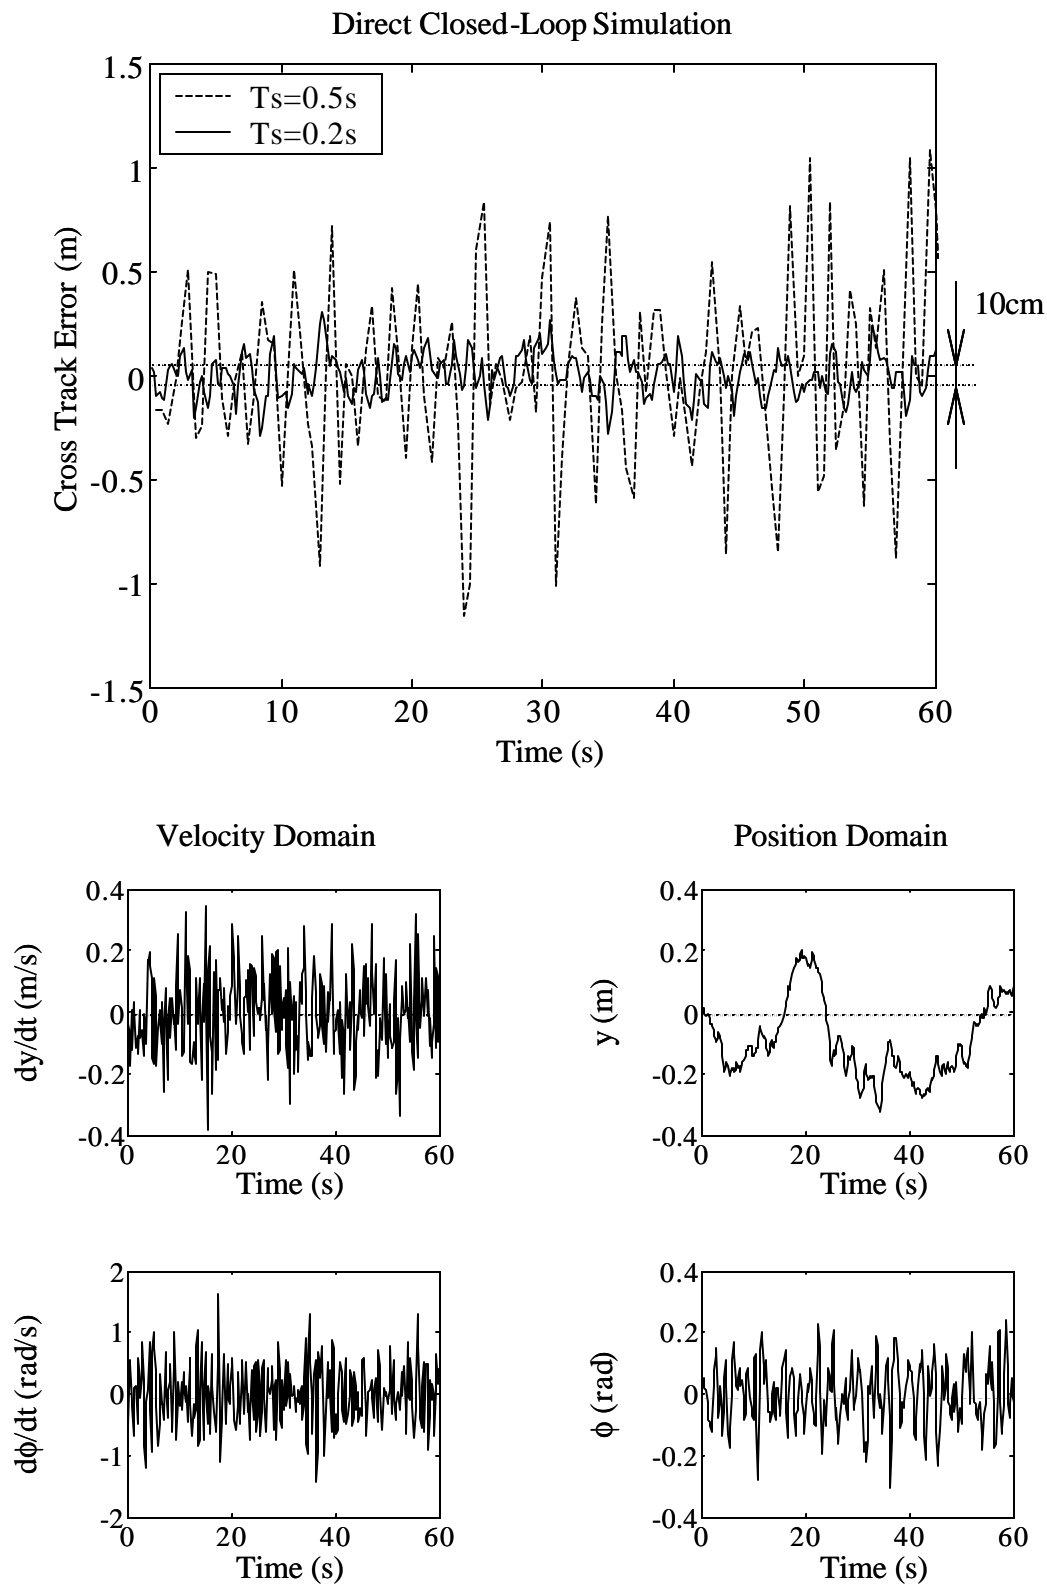 Direct Closed-Loop Simulation
1.5
1
0.5
0
-0.5
-1
-1.5
Cross Track Error (m)
Ts=0.5s
Ts=0.2s
10cm
0 10 20 30 40 50 60
Time (s)
Velocity Domain
0.4
0.2
0
-0.2
-0.4
dy/dt (m/s)
0 20 40 60
Time (s)
Position Domain
0.4
0.2
0
-0.2
-0.4
y (m)
0 20 40 60
Time (s)
2
1
0
-1
-2
dϕ/dt (rad/s)
0 20 40 60
Time (s)
0.4
0.2
0
-0.2
-0.4
ϕ (rad)
0 20 40 60
Time (s)